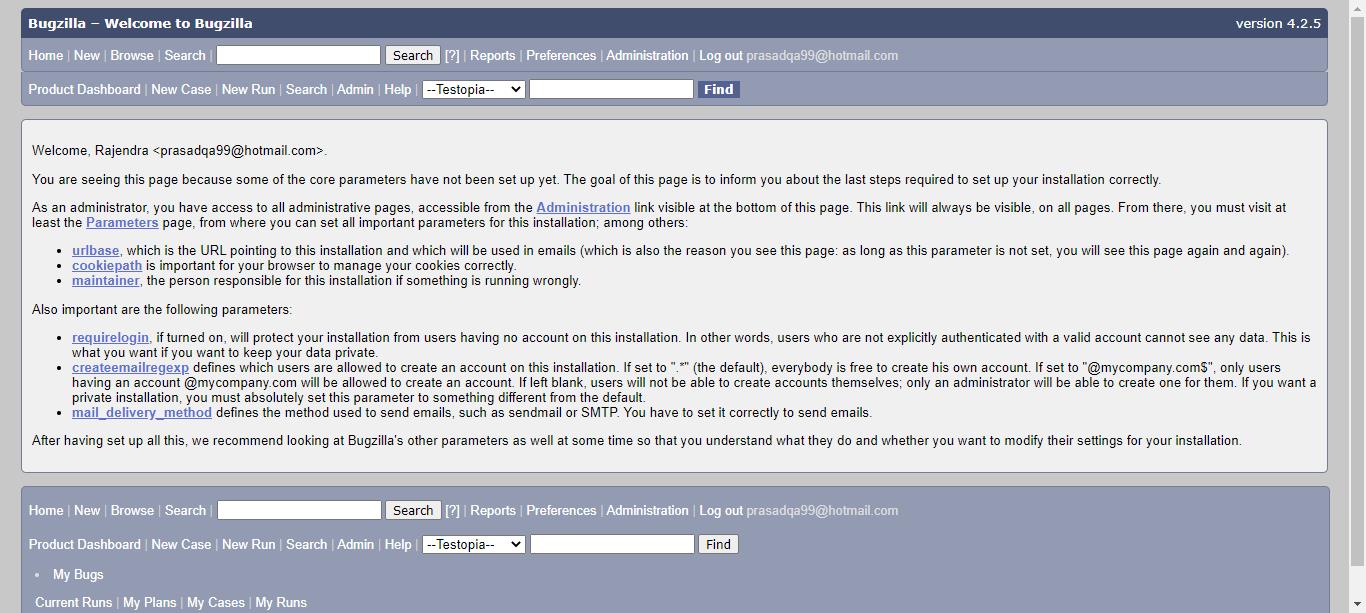 Bugzilla – Welcome to Bugzilla version 4.2.5
Home | New | Browse | Search | Search [?] | Reports | Preferences | Administration | Log out prasadqa99@hotmail.com
Product Dashboard | New Case | New Run | Search | Admin | Help | --Testopia-- Find
Welcome, Rajendra <prasadqa99@hotmail.com>.
You are seeing this page because some of the core parameters have not been set up yet. The goal of this page is to inform you about the last steps required to set up your installation correctly.
As an administrator, you have access to all administrative pages, accessible from the Administration link visible at the bottom of this page. This link will always be visible, on all pages. From there, you must visit at
least the Parameters page, from where you can set all important parameters for this installation; among others:
• urlbase, which is the URL pointing to this installation and which will be used in emails (which is also the reason you see this page: as long as this parameter is not set, you will see this page again and again).
• cookiepath is important for your browser to manage your cookies correctly.
• maintainer, the person responsible for this installation if something is running wrongly.
Also important are the following parameters:
• requirelogin, if turned on, will protect your installation from users having no account on this installation. In other words, users who are not explicitly authenticated with a valid account cannot see any data. This is
what you want if you want to keep your data private.
• createemailregexp defines which users are allowed to create an account on this installation. If set to ".*" (the default), everybody is free to create his own account. If set to "@mycompany.com$", only users
having an account @mycompany.com will be allowed to create an account. If left blank, users will not be able to create accounts themselves; only an administrator will be able to create one for them. If you want a
private installation, you must absolutely set this parameter to something different from the default.
• mail_delivery_method defines the method used to send emails, such as sendmail or SMTP. You have to set it correctly to send emails.
After having set up all this, we recommend looking at Bugzilla's other parameters as well at some time so that you understand what they do and whether you want to modify their settings for your installation.
Home | New | Browse | Search | Search [?] | Reports | Preferences | Administration | Log out prasadqa99@hotmail.com
Product Dashboard | New Case | New Run | Search | Admin | Help | --Testopia-- Find
• My Bugs
Current Runs | My Plans | My Cases | My Runs